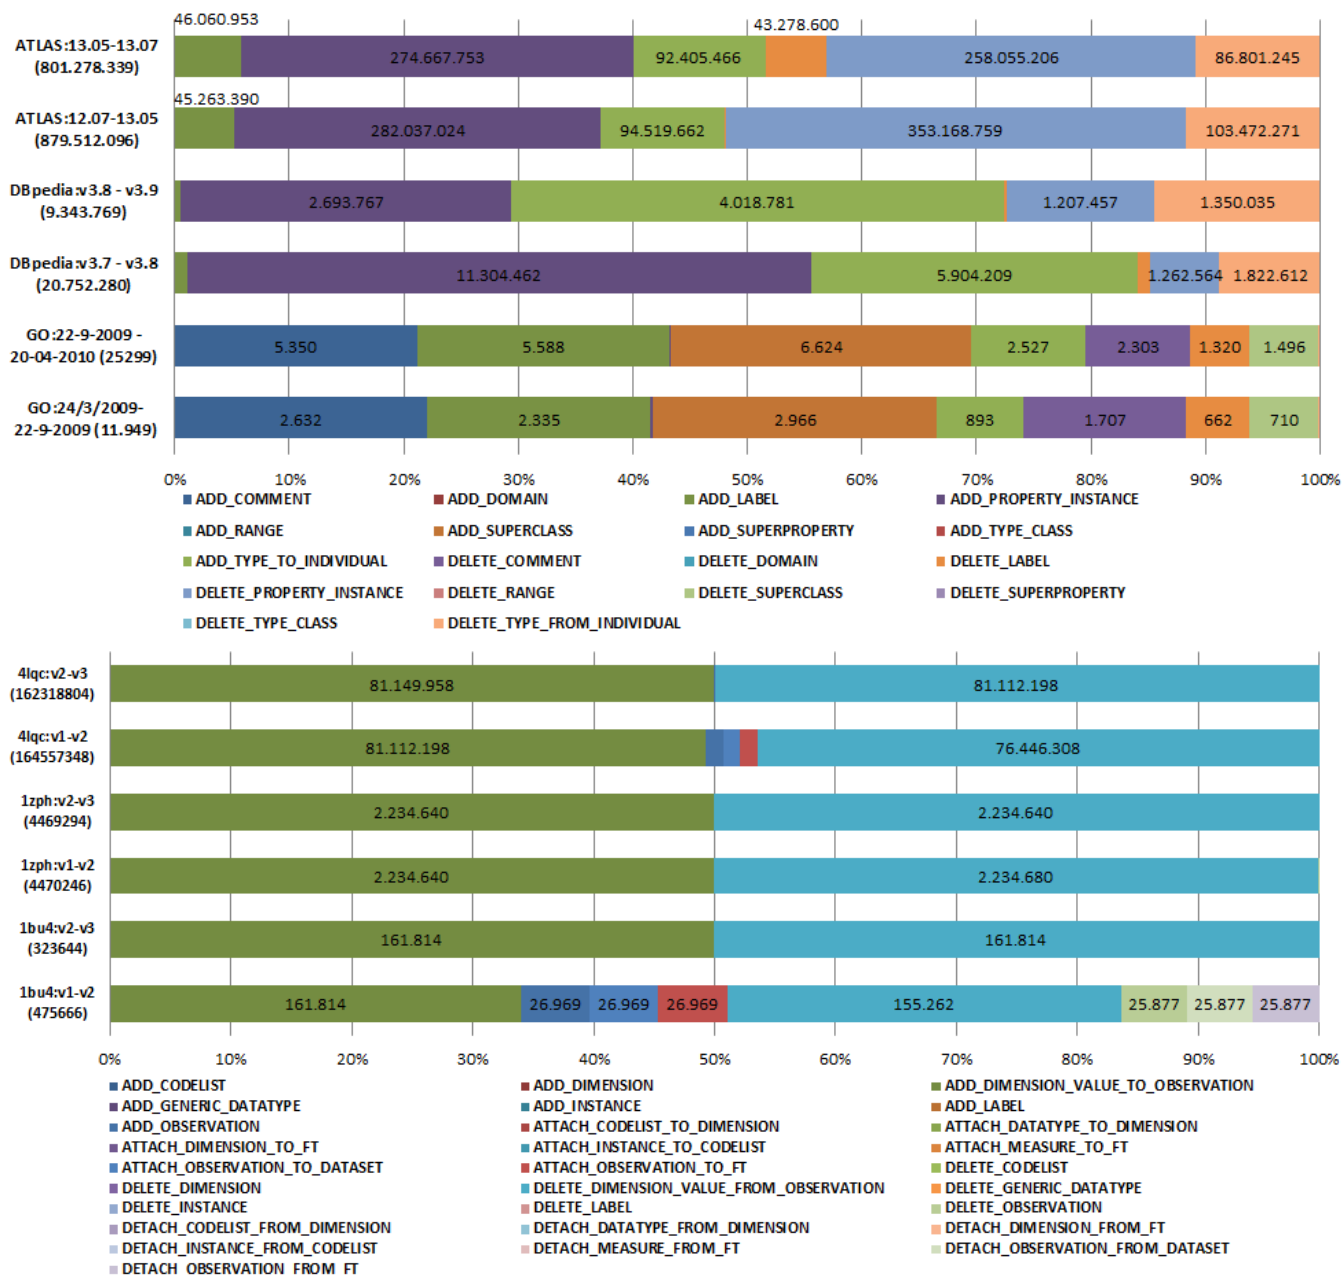 46.060.953
43.278.600
ATLAS:13.05-13.07
(801.278.339)
274.667.753 92.405.466 258.055.206 86.801.245
45.263.390
ATLAS:12.07-13.05
(879.512.096)
282.037.024 94.519.662 353.168.759 103.472.271
DBpedia:v3.8 - v3.9
(9.343.769)
2.693.767 4.018.781 1.207.457 1.350.035
DBpedia:v3.7 - v3.8
(20.752.280)
11.304.462 5.904.209 1.262.564 1.822.612
GO:22-9-2009 -
20-04-2010 (25299)
5.350 5.588 6.624 2.527 2.303 1.320 1.496
GO:24/3/2009-
22-9-2009 (11.949)
2.632 2.335 2.966 893 1.707 662 710
0% 10% 20% 30% 40% 50% 60% 70% 80% 90% 100%
ADD_COMMENT ADD_DOMAIN ADD_LABEL ADD_PROPERTY_INSTANCE
ADD_RANGE ADD_SUPERCLASS ADD_SUPERPROPERTY ADD_TYPE_CLASS
ADD_TYPE_TO_INDIVIDUAL DELETE_COMMENT DELETE_DOMAIN DELETE_LABEL
DELETE_PROPERTY_INSTANCE DELETE_RANGE DELETE_SUPERCLASS DELETE_SUPERPROPERTY
DELETE_TYPE_CLASS DELETE_TYPE_FROM_INDIVIDUAL
4lqc:v2-v3
(162318804)
81.149.958 81.112.198
4lqc:v1-v2
(164557348)
81.112.198 76.446.308
1zph:v2-v3
(4469294)
2.234.640 2.234.640
1zph:v1-v2
(4470246)
2.234.640 2.234.680
1bu4:v2-v3
(323644)
161.814 161.814
1bu4:v1-v2
(475666)
161.814 26.969 26.969 26.969 155.262 25.877 25.877 25.877
0% 10% 20% 30% 40% 50% 60% 70% 80% 90% 100%
ADD_CODELIST ADD_DIMENSION ADD_DIMENSION_VALUE_TO_OBSERVATION
ADD_GENERIC_DATATYPE ADD_INSTANCE ADD_LABEL
ADD_OBSERVATION ATTACH_CODELIST_TO_DIMENSION ATTACH_DATATYPE_TO_DIMENSION
ATTACH_DIMENSION_TO_FT ATTACH_INSTANCE_TO_CODELIST ATTACH_MEASURE_TO_FT
ATTACH_OBSERVATION_TO_DATASET ATTACH_OBSERVATION_TO_FT DELETE_CODELIST
DELETE_DIMENSION DELETE_DIMENSION_VALUE_FROM_OBSERVATION DELETE_GENERIC_DATATYPE
DELETE_INSTANCE DELETE_LABEL DELETE_OBSERVATION
DETACH_CODELIST_FROM_DIMENSION DETACH_DATATYPE_FROM_DIMENSION DETACH_DIMENSION_FROM_FT
DETACH_INSTANCE_FROM_CODELIST DETACH_MEASURE_FROM_FT DETACH_OBSERVATION_FROM_DATASET
DETACH_OBSERVATION_FROM_FT